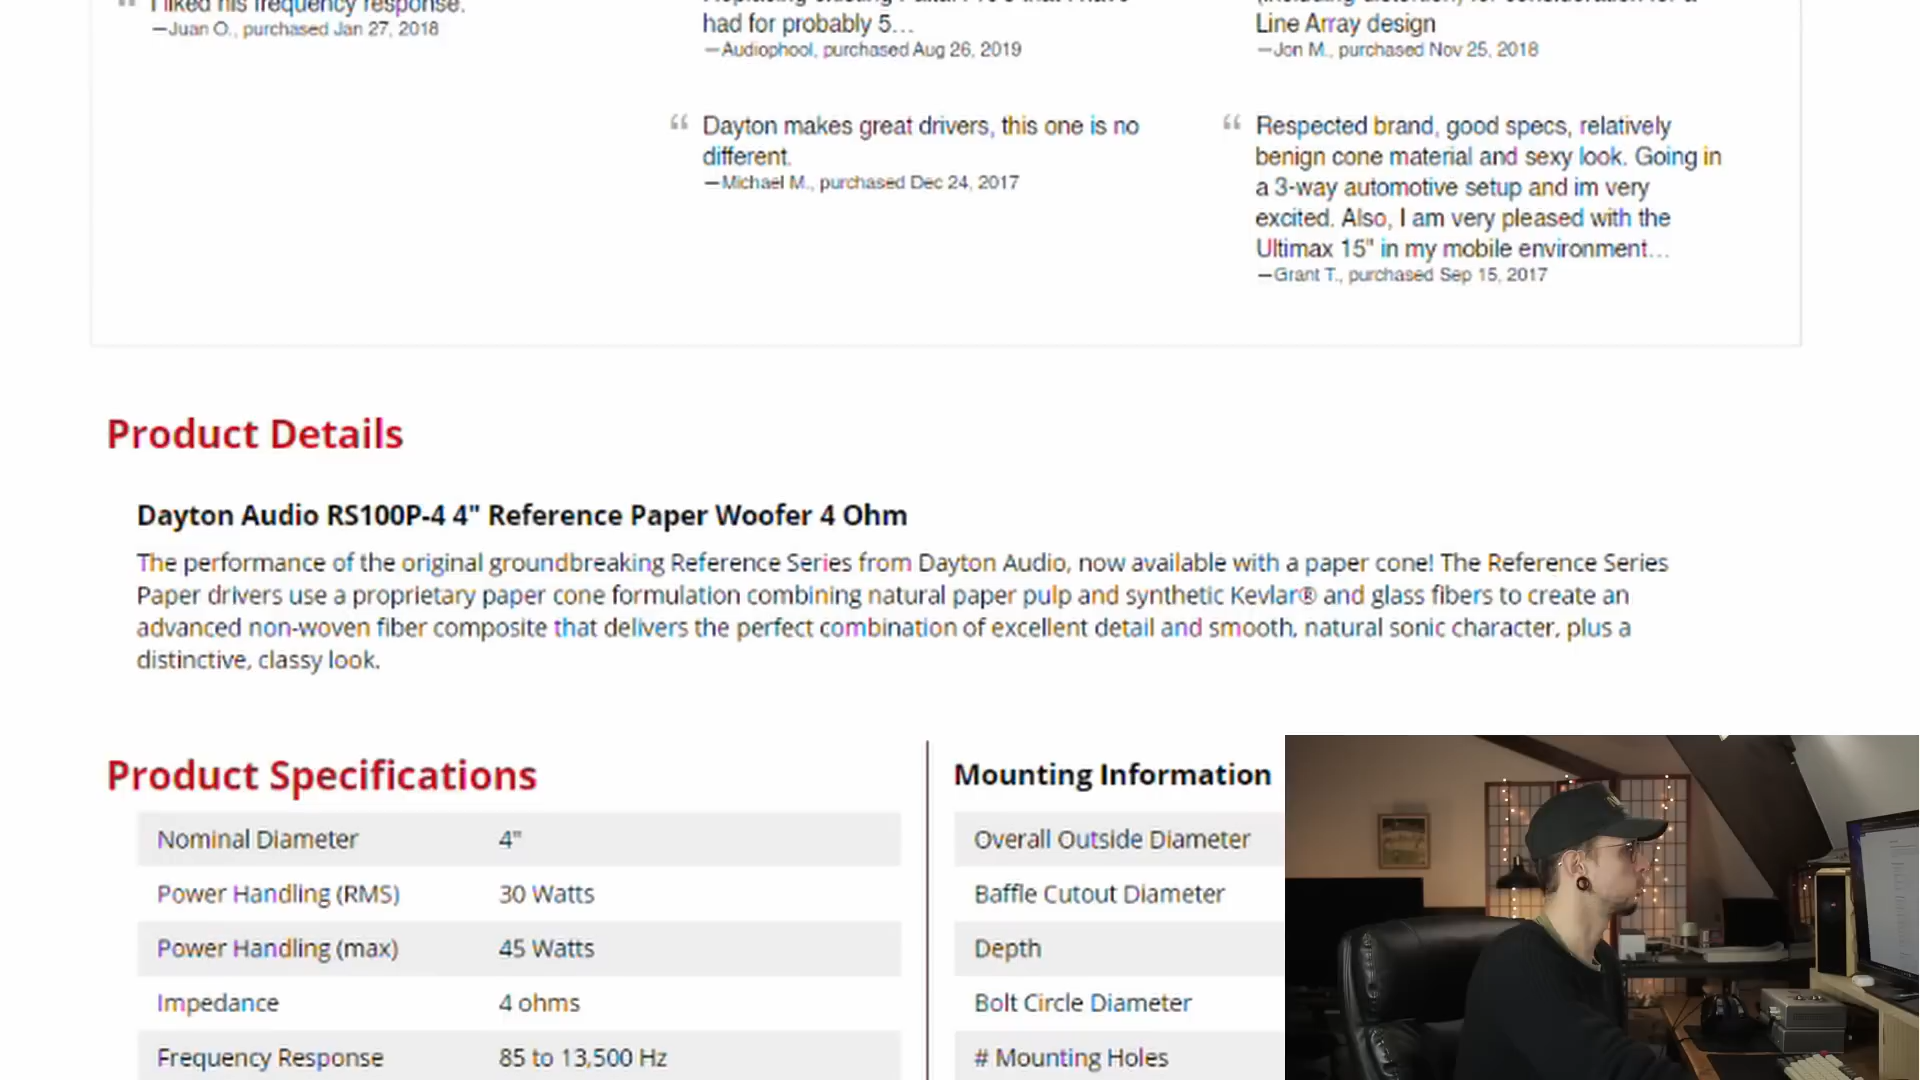 I liked his frequency response.
—Juan O., purchased Jan 27, 2018
had for probably 5...
—Audiophool, purchased Aug 26, 2019
Line Array design
—Jon M., purchased Nov 25, 2018
“ Dayton makes great drivers, this one is no
different.
—Michael M., purchased Dec 24, 2017
“ Respected brand, good specs, relatively
benign cone material and sexy look. Going in
a 3-way automotive setup and im very
excited. Also, I am very pleased with the
Ultimax 15" in my mobile environment...
—Grant T., purchased Sep 15, 2017
Product Details
Dayton Audio RS100P-4 4" Reference Paper Woofer 4 Ohm
The performance of the original groundbreaking Reference Series from Dayton Audio, now available with a paper cone! The Reference Series
Paper drivers use a proprietary paper cone formulation combining natural paper pulp and synthetic Kevlar® and glass fibers to create an
advanced non-woven fiber composite that delivers the perfect combination of excellent detail and smooth, natural sonic character, plus a
distinctive, classy look.
Product Specifications
Nominal Diameter 4"
Power Handling (RMS) 30 Watts
Power Handling (max) 45 Watts
Impedance 4 ohms
Frequency Response 85 to 13,500 Hz
Mounting Information
Overall Outside Diameter
Baffle Cutout Diameter
Depth
Bolt Circle Diameter
# Mounting Holes